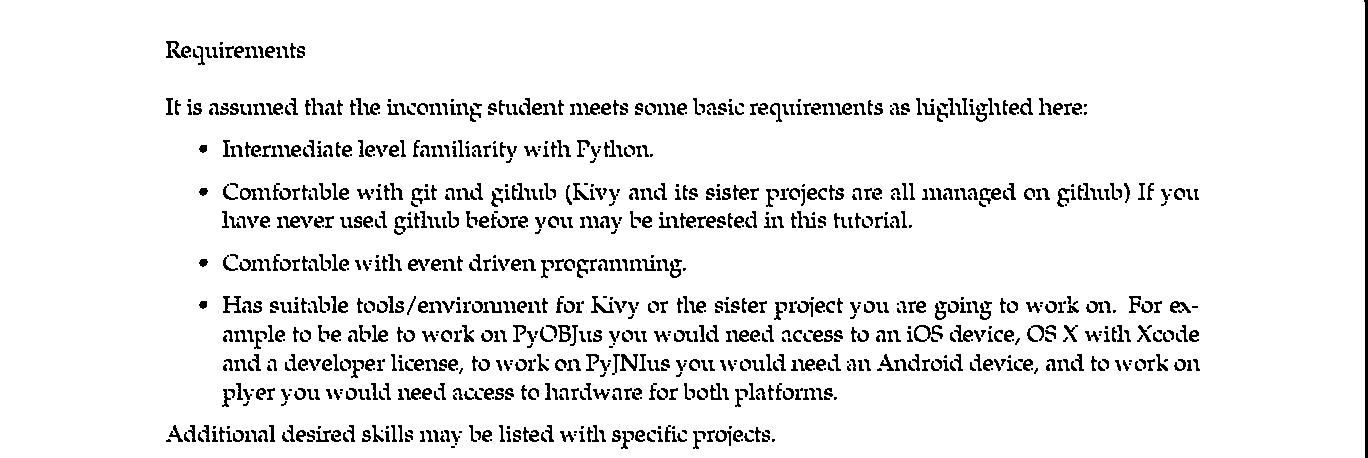 Requirements
It is assumed that the incoming student meets some basic requirements as highlighted here:
• Intermediate level familiarity with Python.
• Comfortable with git and github (Kivy and its sister projects are all managed on github) If you
have never used github before you may be interested in this tutorial.
• Comfortable with event driven programming.
• Has suitable tools/environment for Kivy or the sister project you are going to work on. For ex-
ample to be able to work on PyOBJus you would need access to an iOS device, OS X with Xcode
and a developer license, to work on PyJNIus you would need an Android device, and to work on
plyer you would need access to hardware for both platforms.
Additional desired skills may be listed with specific projects.